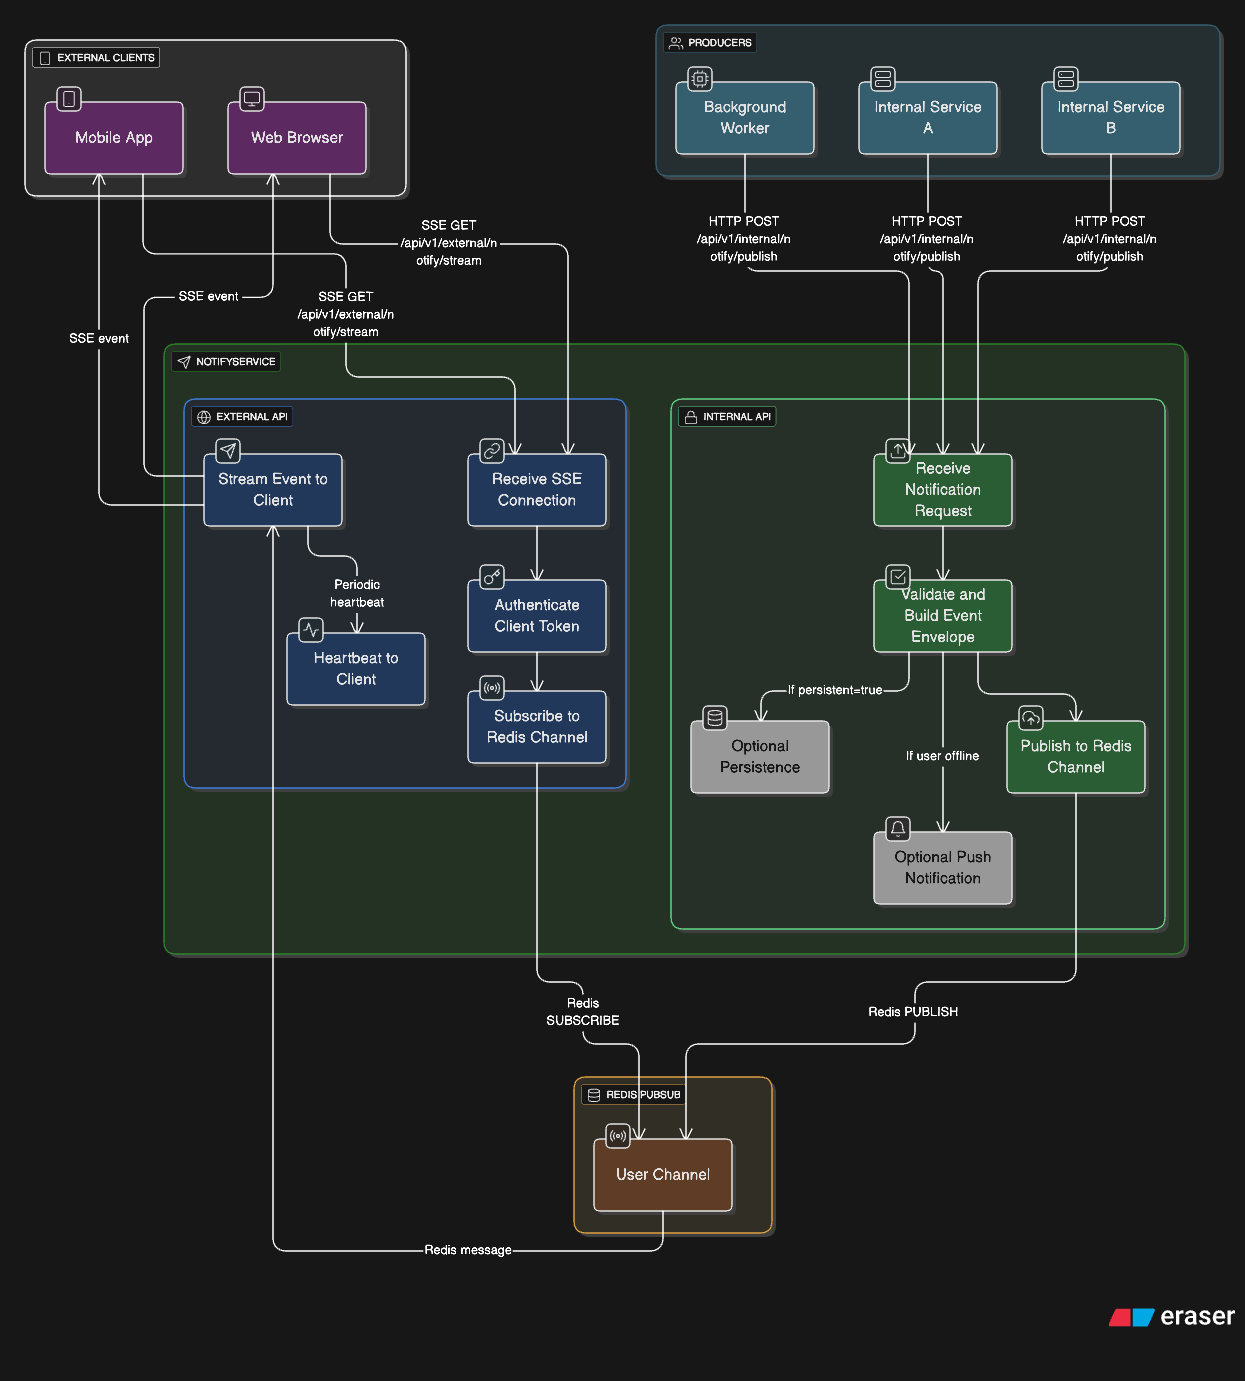 EXTERNAL CLIENTS
Mobile App
Web Browser
PRODUCERS
Background
Worker
Internal Service
A
Internal Service
B
SSE GET
/api/v1/external/n
otify/stream
HTTP POST
/api/v1/internal/n
otify/publish
HTTP POST
/api/v1/internal/n
otify/publish
HTTP POST
/api/v1/internal/n
otify/publish
SSE event
SSE GET
/api/v1/external/n
otify/stream
SSE event
NOTIFYSERVICE
EXTERNAL API
Stream Event to
Client
Receive SSE
Connection
Periodic
heartbeat
Heartbeat to
Client
Authenticate
Client Token
Subscribe to
Redis Channel
INTERNAL API
Receive
Notification
Request
Validate and
Build Event
Envelope
If persistent=true
Optional
Persistence
If user offline
Publish to Redis
Channel
Optional Push
Notification
Redis
SUBSCRIBE
Redis PUBLISH
REDIS PUBSUB
User Channel
Redis message
eraser